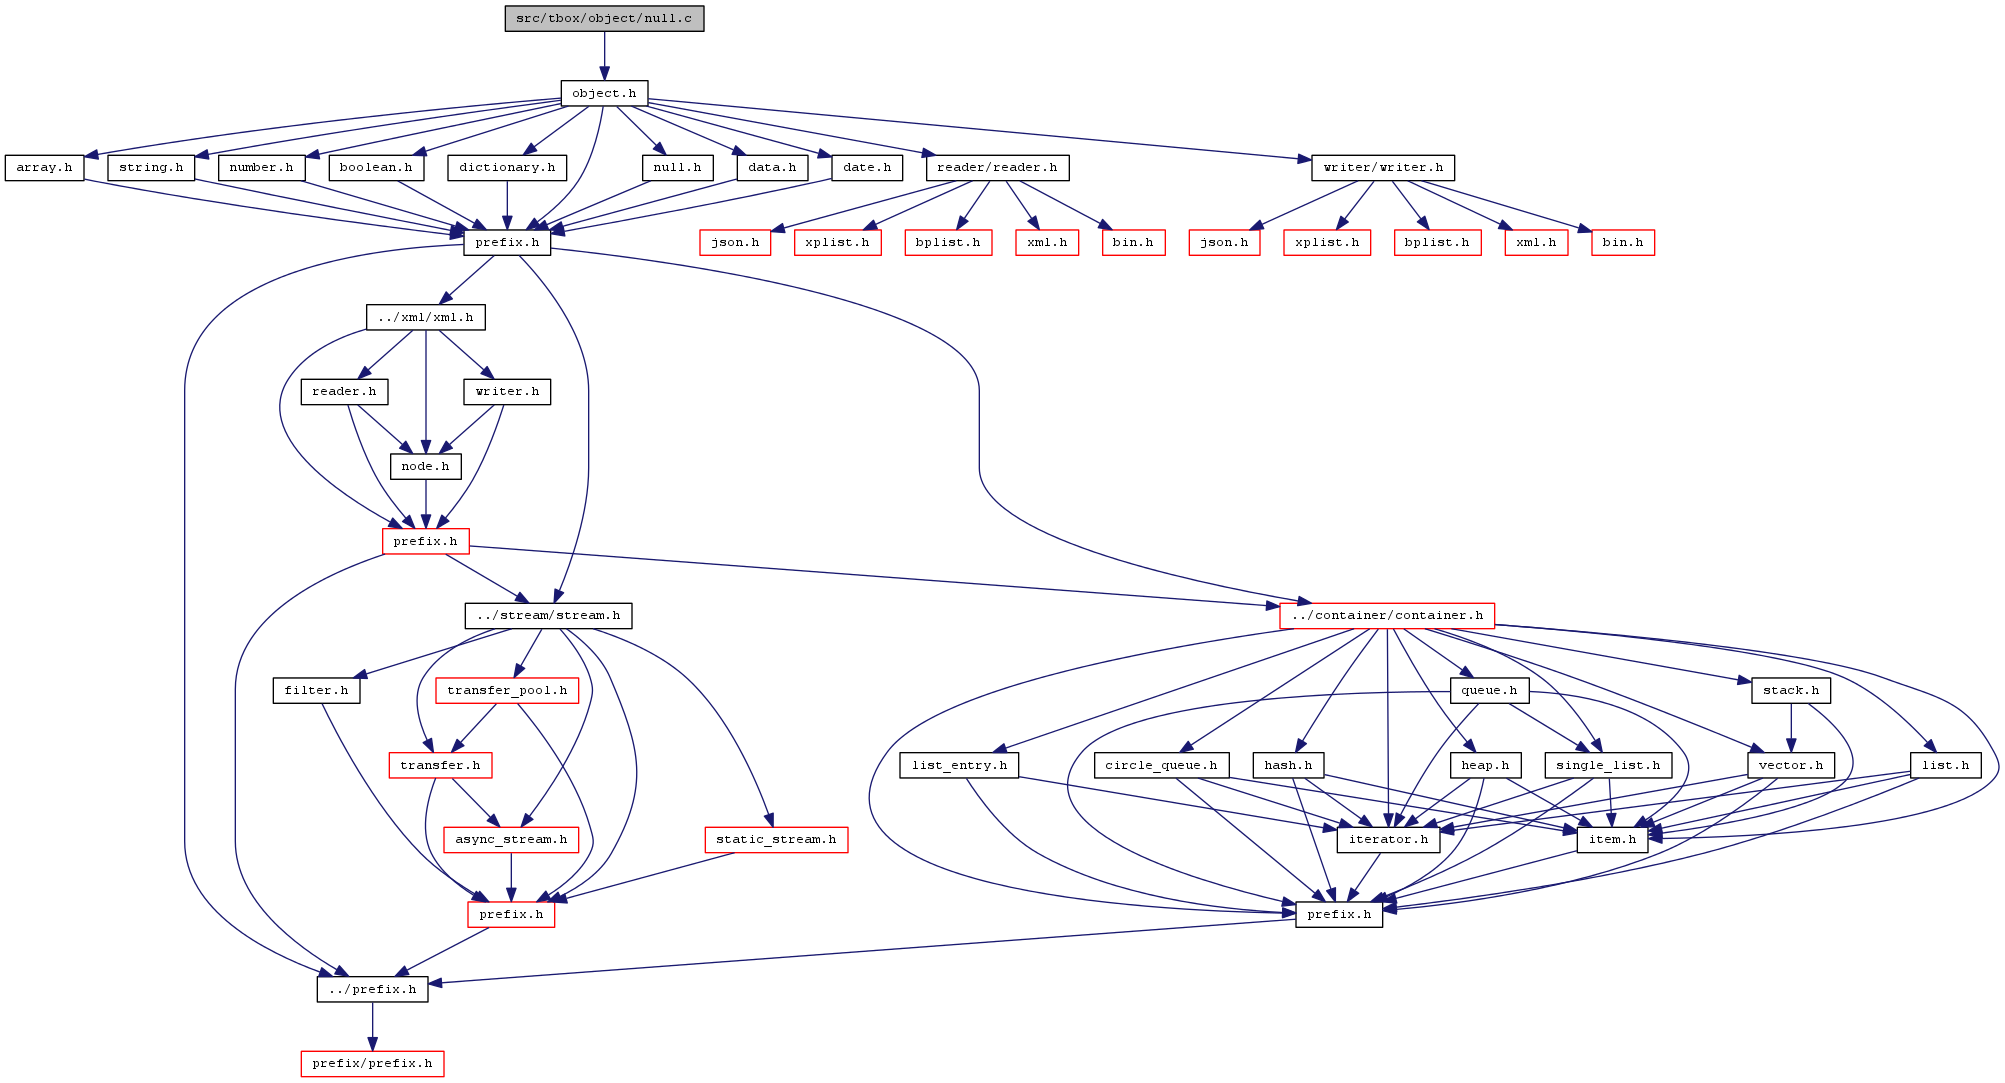 src/tbox/object/null.c
object.h
array.h
string.h
number.h
boolean.h
dictionary.h
null.h
data.h
date.h
reader/reader.h
writer/writer.h
prefix.h
json.h
xplist.h
bplist.h
xml.h
bin.h
json.h
xplist.h
bplist.h
xml.h
bin.h
../xml/xml.h
reader.h
writer.h
node.h
prefix.h
../stream/stream.h
../container/container.h
filter.h
transfer_pool.h
queue.h
stack.h
transfer.h
list_entry.h
circle_queue.h
hash.h
heap.h
single_list.h
vector.h
list.h
async_stream.h
static_stream.h
iterator.h
item.h
prefix.h
prefix.h
../prefix.h
prefix/prefix.h